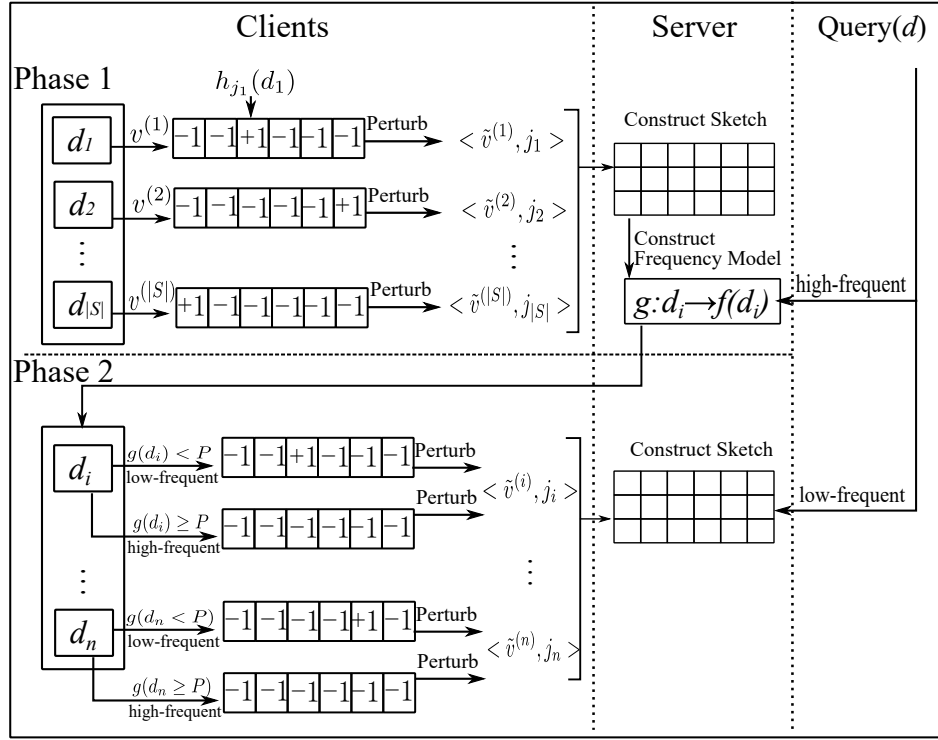 Clients
Server
Query(d)
Phase 1
h_{j_1}(d_1)
d1
v^{(1)}
-1 -1 +1 -1 -1 -1
Perturb
< ṽ^{(1)}, j_1 >
Construct Sketch
d2
v^{(2)}
-1 -1 -1 -1 -1 +1
Perturb
< ṽ^{(2)}, j_2 >
⋮
⋮
Construct
Frequency Model
d|S|
v^{(|S|)}
+1 -1 -1 -1 -1 -1
Perturb
< ṽ^{(|S|)}, j_{|S|} >
g:d_i→f(d_i)
high-frequent
Phase 2
d_i
g(d_i) < P
low-frequent
-1 -1 +1 -1 -1 -1
Perturb
g(d_i) ≥ P
high-frequent
-1 -1 -1 -1 -1 -1
Perturb
< ṽ^{(i)}, j_i >
Construct Sketch
low-frequent
⋮
⋮
d_n
g(d_n < P)
low-frequent
-1 -1 -1 -1 +1 -1
Perturb
g(d_n ≥ P)
high-frequent
-1 -1 -1 -1 -1 -1
Perturb
< ṽ^{(n)}, j_n >